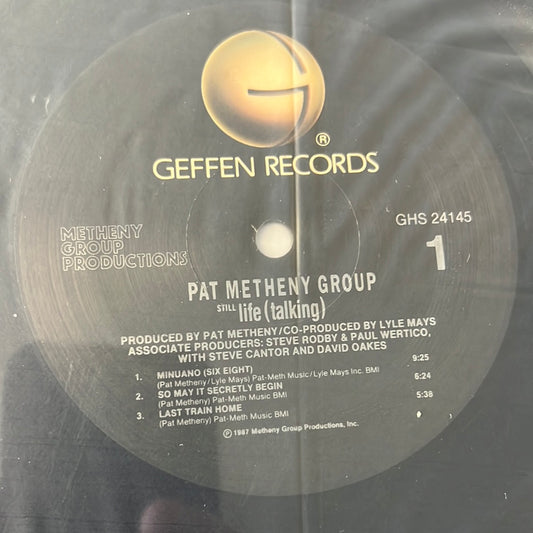 G
®
GEFFEN RECORDS
METHENY
GROUP
PRODUCTIONS
GHS 24145
1
PAT METHENY GROUP
STILL life (talking)
PRODUCED BY PAT METHENY/CO-PRODUCED BY LYLE MAYS
ASSOCIATE PRODUCERS: STEVE RODBY & PAUL WERTICO,
WITH STEVE CANTOR AND DAVID OAKES
1. MINUANO (SIX EIGHT) 9:25
(Pat Metheny/Lyle Mays) Pat-Meth Music/Lyle Mays Inc. BMI
2. SO MAY IT SECRETLY BEGIN 6:24
(Pat Metheny) Pat-Meth Music BMI
3. LAST TRAIN HOME 5:38
(Pat Metheny) Pat-Meth Music BMI
℗ 1987 Metheny Group Productions, Inc.